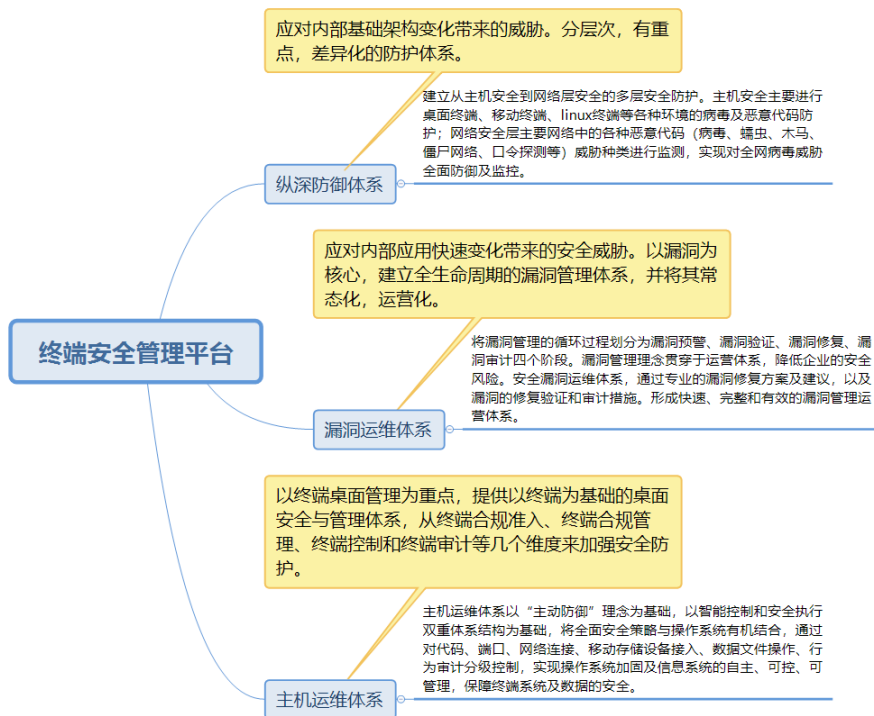 应对内部基础架构变化带来的威胁。分层次，有重
点，差异化的防护体系。
建立从主机安全到网络层安全的多层安全防护。主机安全主要进行
桌面终端、移动终端、linux终端等各种环境的病毒及恶意代码防
护；网络安全层主要网络中的各种恶意代码（病毒、蠕虫、木马、
僵尸网络、口令探测等）威胁种类进行监测，实现对全网病毒威胁
全面防御及监控。
纵深防御体系
应对内部应用快速变化带来的安全威胁。以漏洞为
核心，建立全生命周期的漏洞管理体系，并将其常
态化，运营化。
终端安全管理平台
将漏洞管理的循环过程划分为漏洞预警、漏洞验证、漏洞修复、漏
洞审计四个阶段。漏洞管理理念贯穿于运营体系，降低企业的安全
风险。安全漏洞运维体系，通过专业的漏洞修复方案及建议，以及
漏洞的修复验证和审计措施。形成快速、完整和有效的漏洞管理运
营体系。
漏洞运维体系
以终端桌面管理为重点，提供以终端为基础的桌面
安全与管理体系，从终端合规准入、终端合规管
理、终端控制和终端审计等几个维度来加强安全防
护。
主机运维体系以“主动防御”理念为基础，以智能控制和安全执行
双重体系结构为基础，将全面安全策略与操作系统有机结合，通过
对代码、端口、网络连接、移动存储设备接入、数据文件操作、行
为审计分级控制，实现操作系统加固及信息系统的自主、可控、可
管理，保障终端系统及数据的安全。
主机运维体系